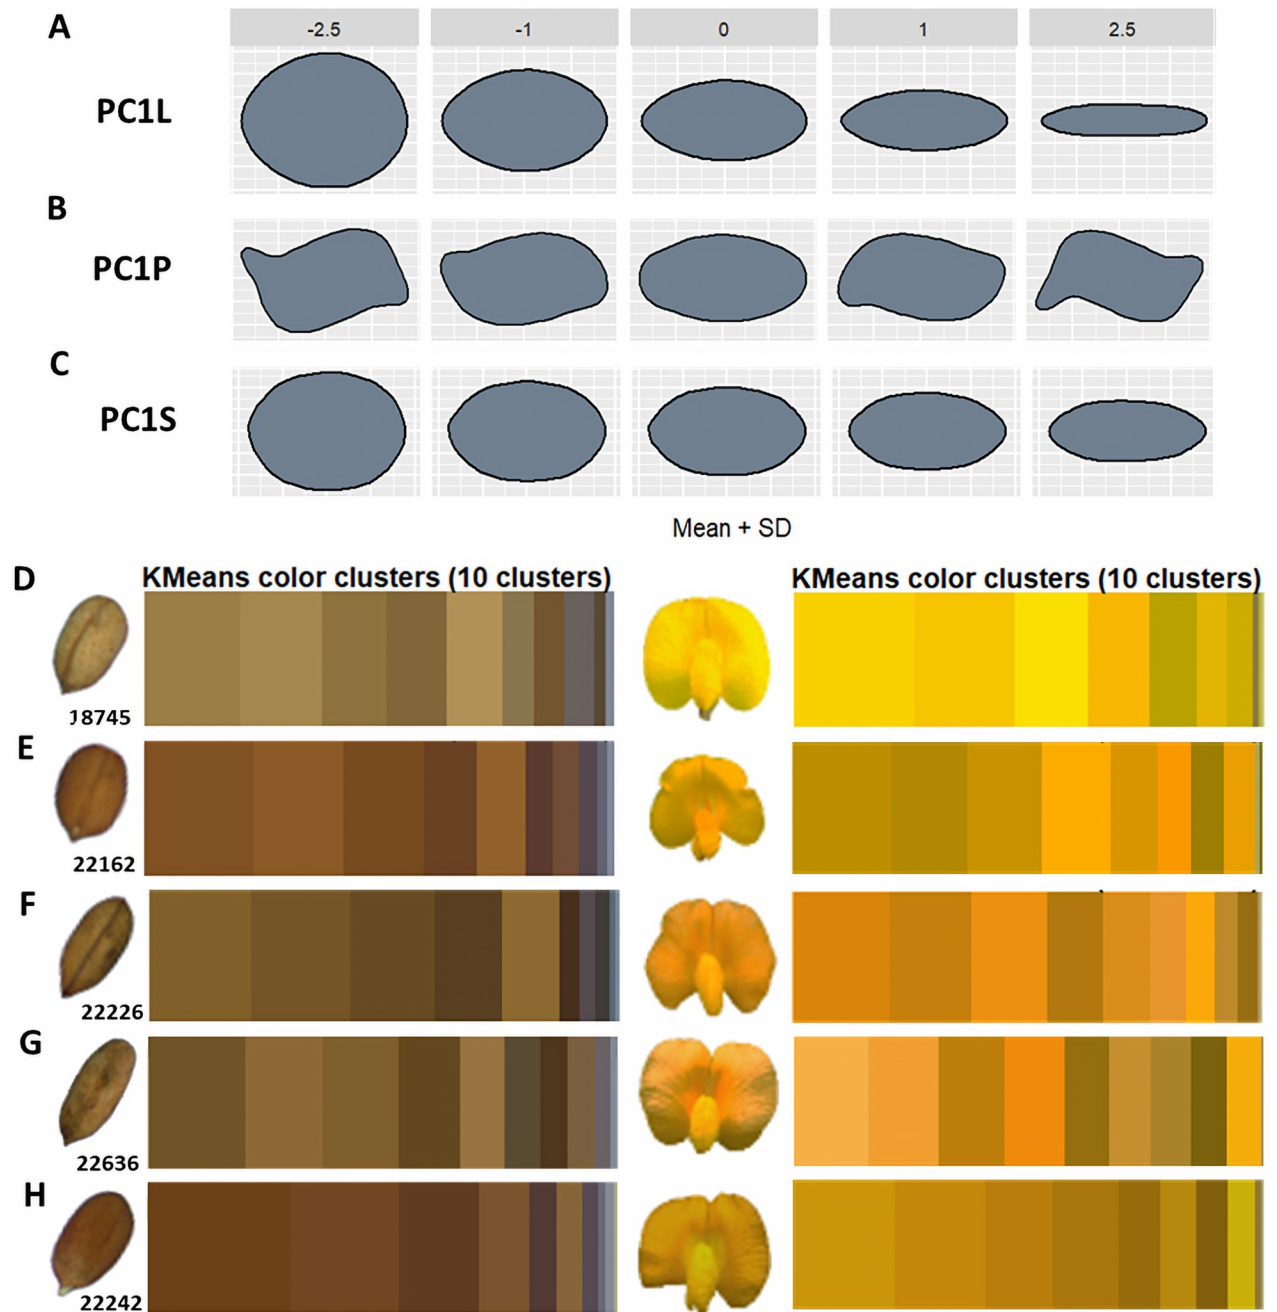 A
-2.5 -1 0 1 2.5
PC1L
B
PC1P
C
PC1S
Mean + SD
D
KMeans color clusters (10 clusters) KMeans color clusters (10 clusters)
18745
E
22162
F
22226
G
22636
H
22242